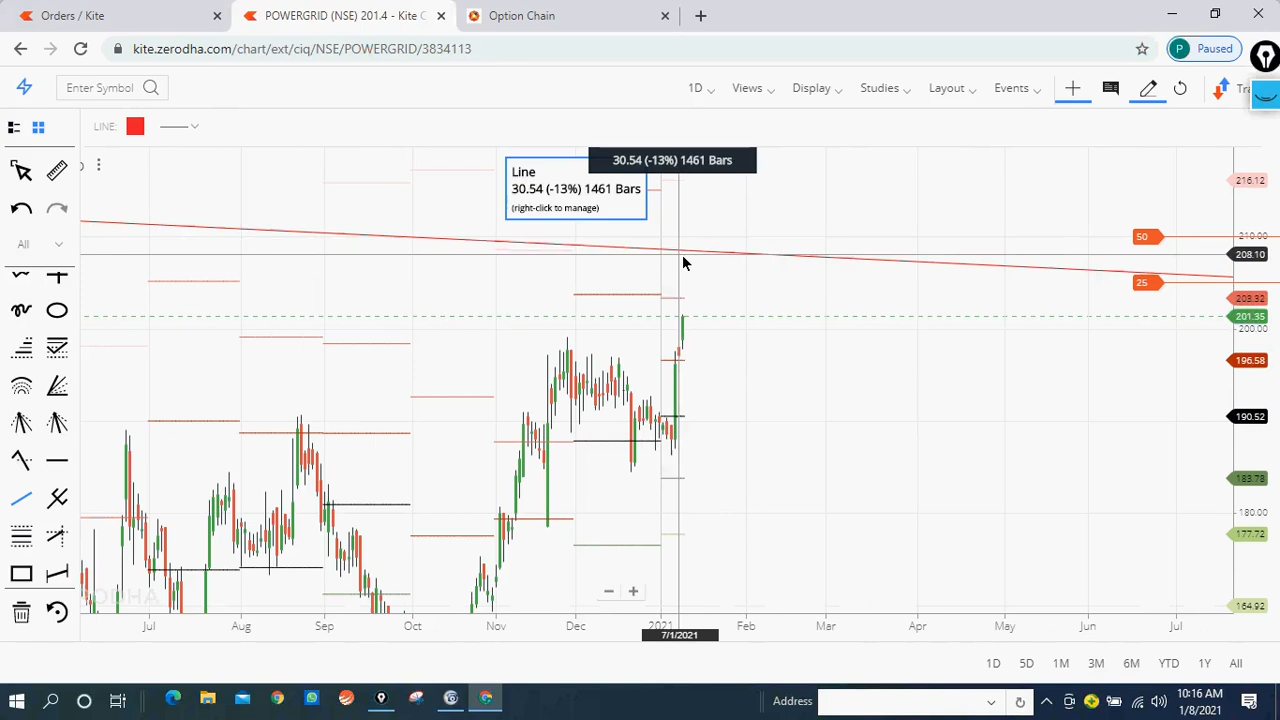 Orders / Kite
POWERGRID (NSE) 201.4 - Kite C
Option Chain
kite.zerodha.com/chart/ext/ciq/NSE/POWERGRID/3834113
P Paused
Enter Symbol
1D Views Display Studies Layout Events
LINE:
30.54 (-13%) 1461 Bars
Line
30.54 (-13%) 1461 Bars
(right-click to manage)
All
216.12
50
210.00
208.10
25
203.32
201.35
200.00
196.58
190.52
183.78
180.00
177.72
164.92
Jul Aug Sep Oct Nov Dec 2021 Feb Mar Apr May Jun Jul
7/1/2021
1D 5D 1M 3M 6M YTD 1Y All
Address
10:16 AM
1/8/2021